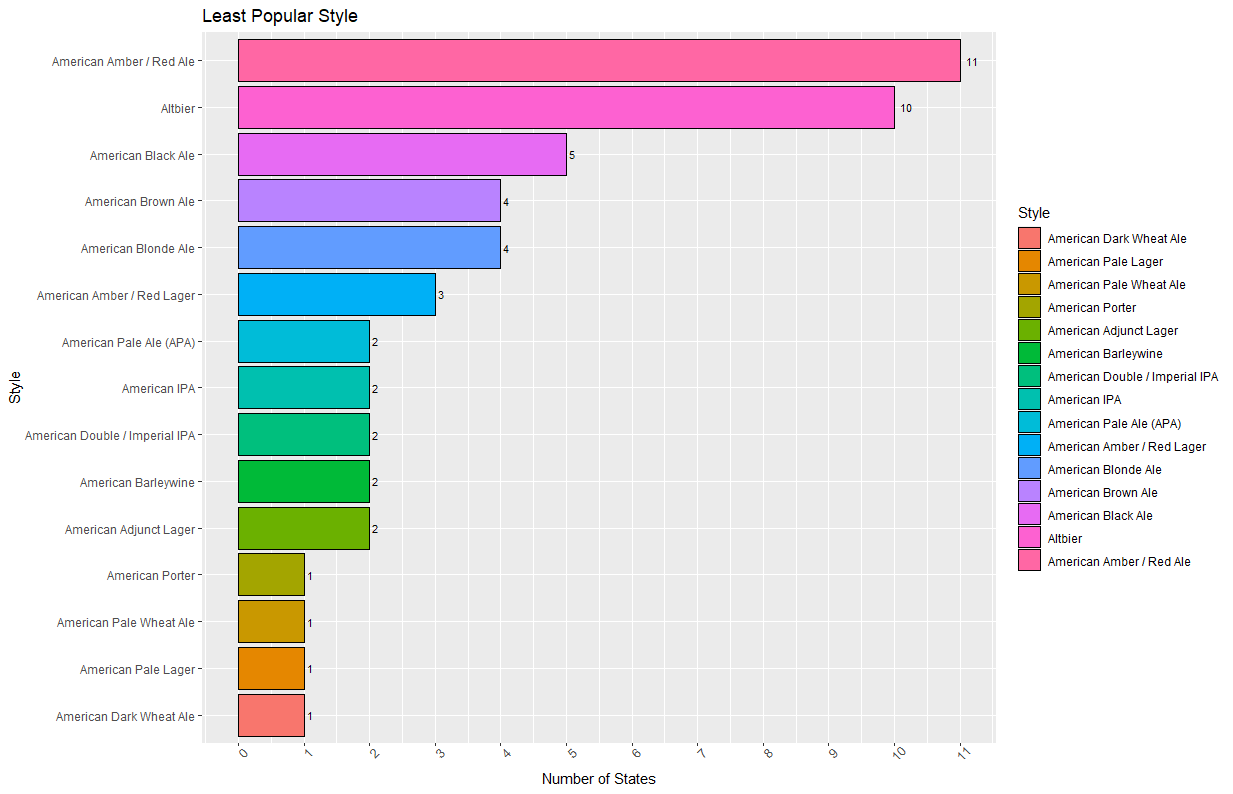 Least Popular Style
Style
American Amber / Red Ale
11
Altbier
10
American Black Ale
5
American Brown Ale
4
American Blonde Ale
4
American Amber / Red Lager
3
American Pale Ale (APA)
2
American IPA
2
American Double / Imperial IPA
2
American Barleywine
2
American Adjunct Lager
2
American Porter
1
American Pale Wheat Ale
1
American Pale Lager
1
American Dark Wheat Ale
1
0 1 2 3 4 5 6 7 8 9 10 11
Number of States
Style
American Dark Wheat Ale
American Pale Lager
American Pale Wheat Ale
American Porter
American Adjunct Lager
American Barleywine
American Double / Imperial IPA
American IPA
American Pale Ale (APA)
American Amber / Red Lager
American Blonde Ale
American Brown Ale
American Black Ale
Altbier
American Amber / Red Ale